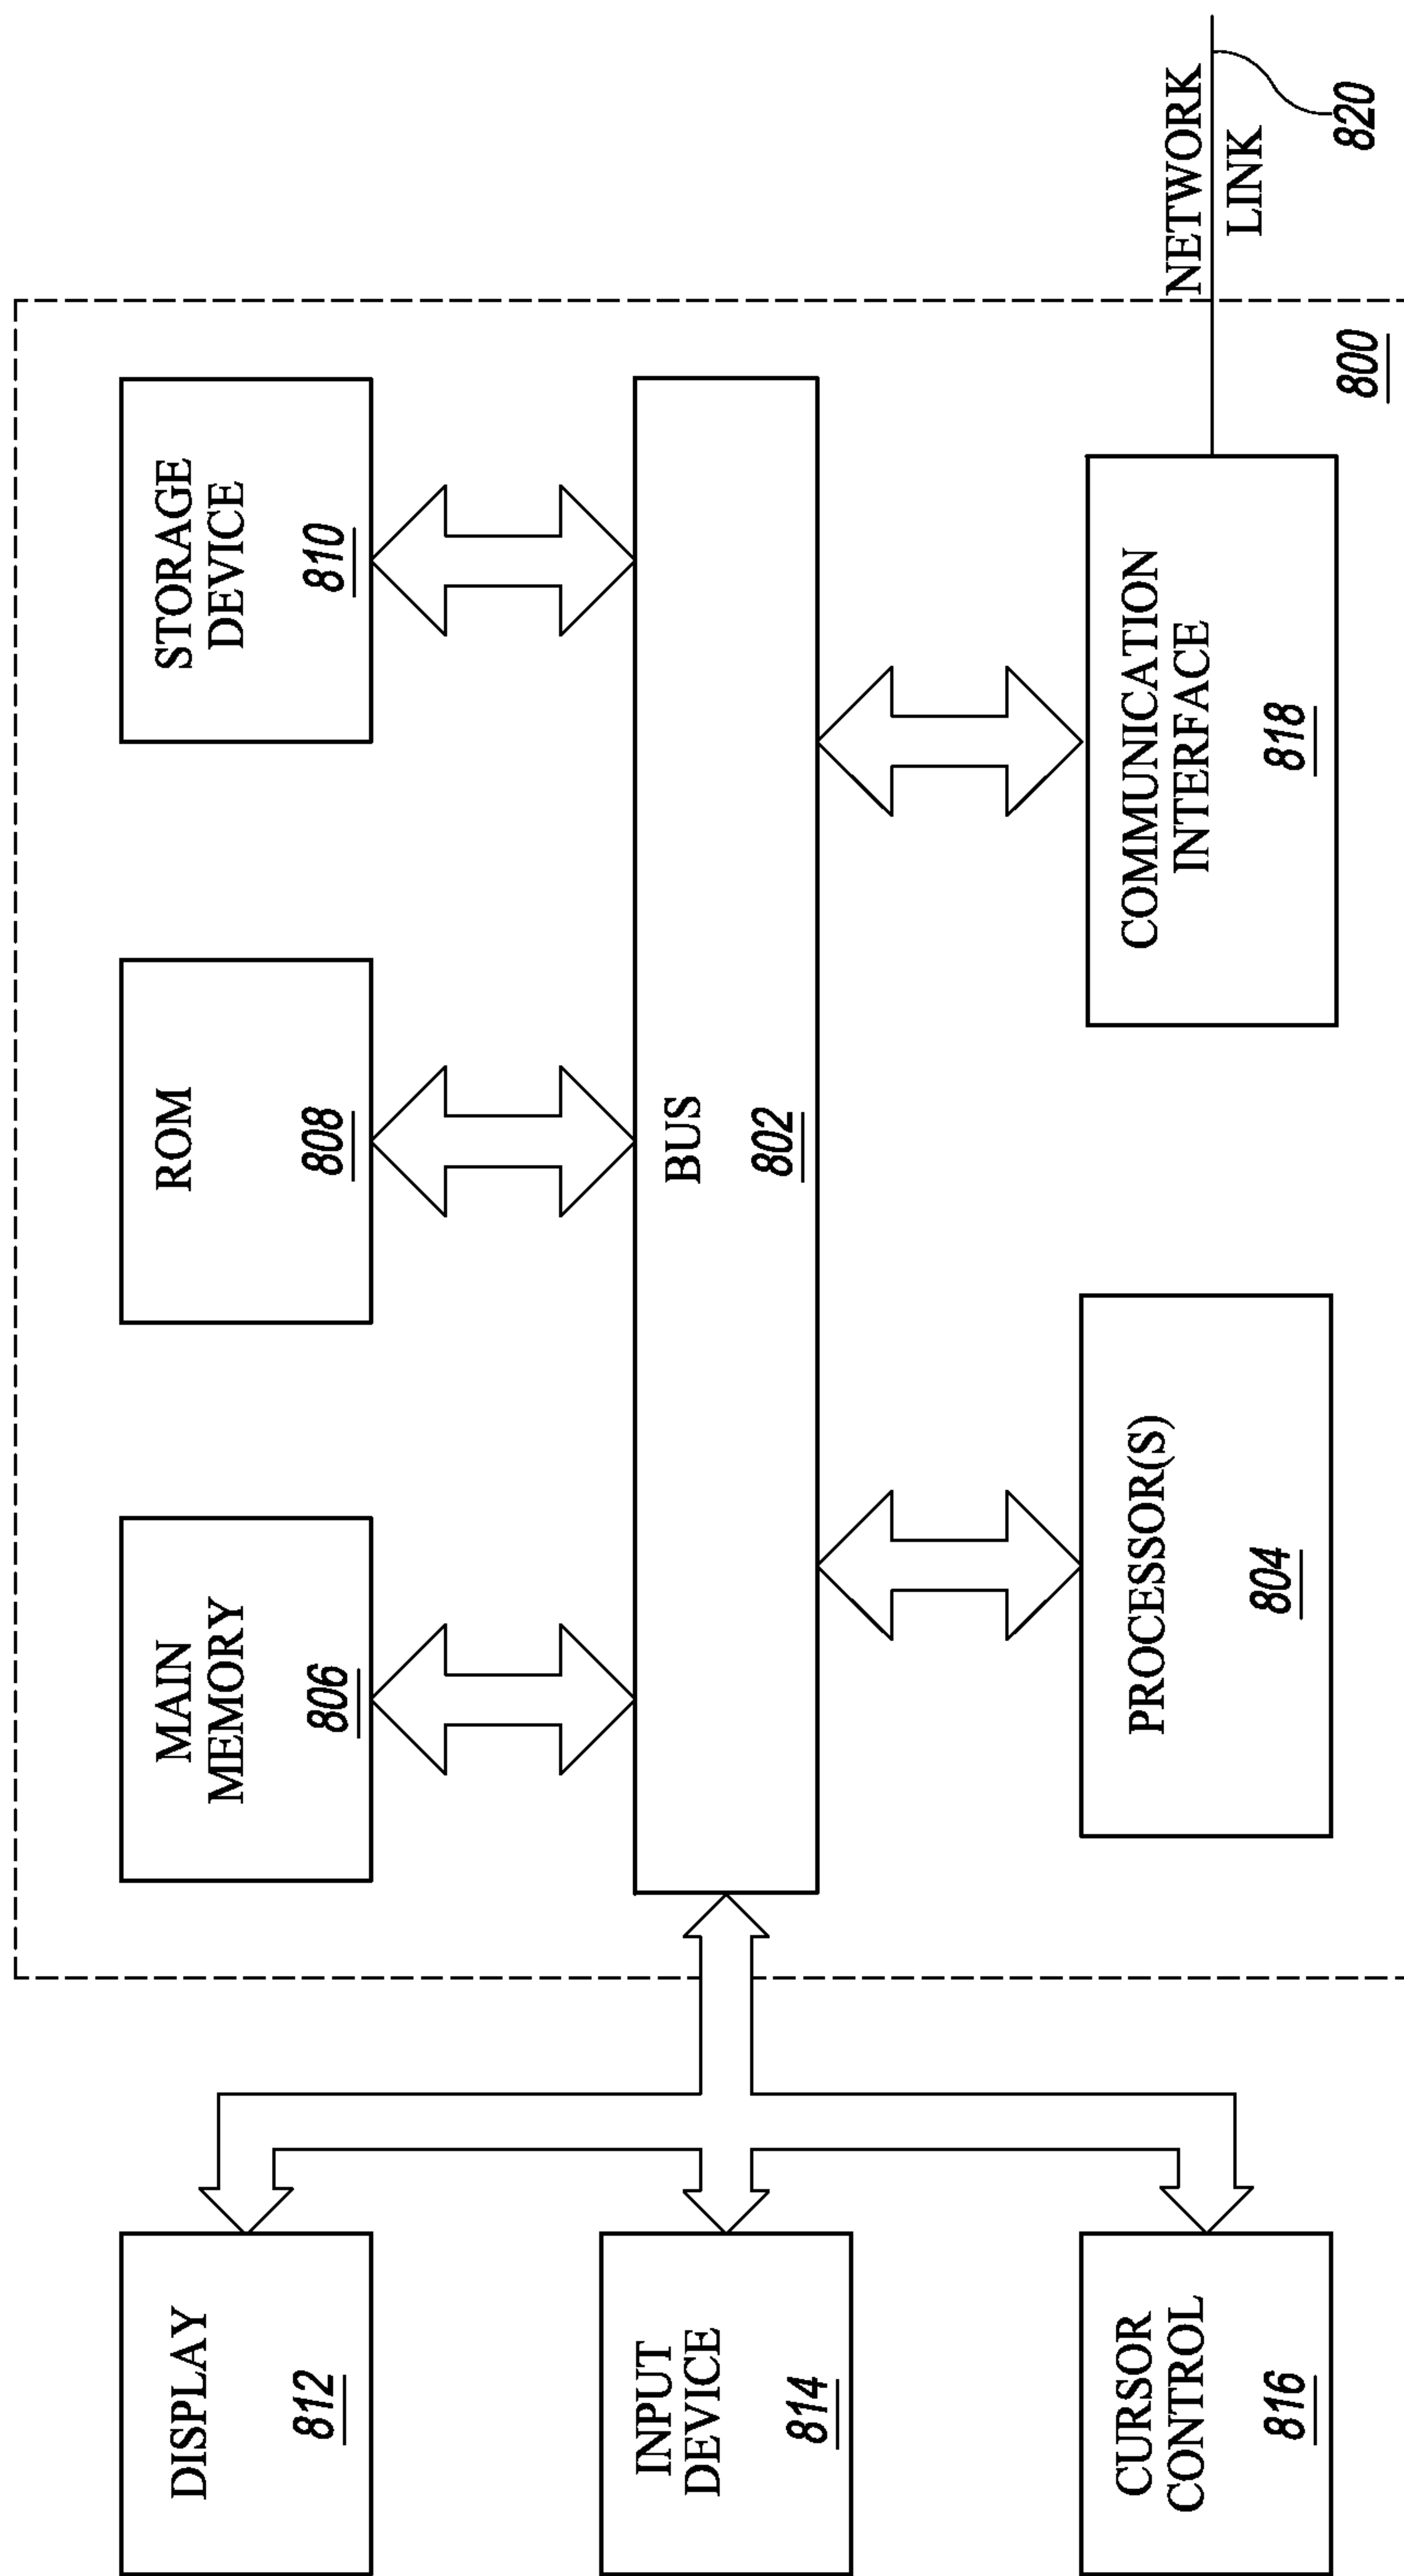 DISPLAY
812
INPUT
DEVICE
814
CURSOR
CONTROL
816
MAIN
MEMORY
806
ROM
808
STORAGE
DEVICE
810
BUS
802
PROCESSOR(S)
804
COMMUNICATION
INTERFACE
818
800
NETWORK
LINK
820